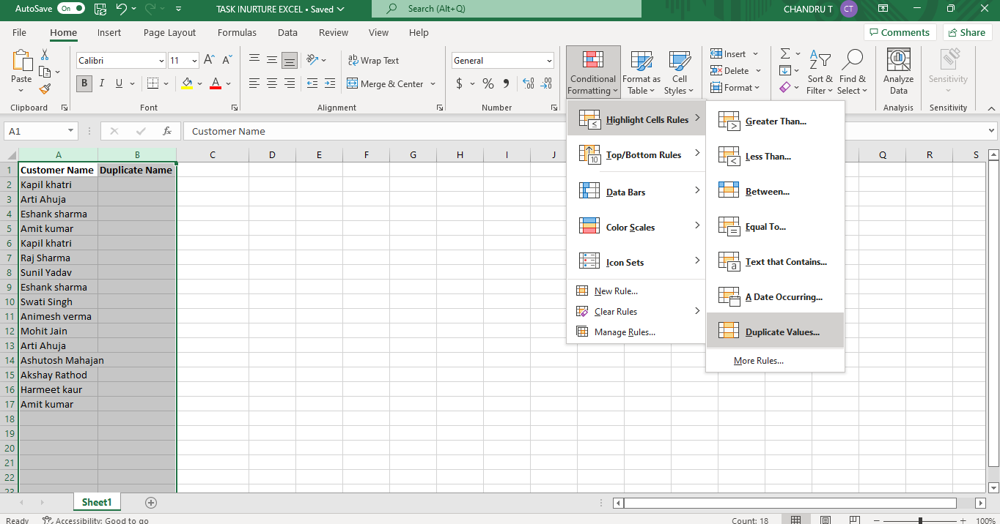 AutoSave On TASK INURTURE EXCEL • Saved Search (Alt+Q) CHANDRU T CT
File Home Insert Page Layout Formulas Data Review View Help Comments Share
Paste
Clipboard
Calibri 11
B I U A
Font
ab Wrap Text
Merge & Center
Alignment
General
$ % 9
Number
Conditional Formatting
Format as Table
Cell Styles
Insert
Delete
Format
Sort & Filter
Find & Select
Analyze Data
Analysis
Sensitivity
Sensitivity
A1 fx Customer Name
A B C D E F G H I J Q R S
1 Customer Name Duplicate Name
2 Kapil khatri
3 Arti Ahuja
4 Eshank sharma
5 Amit kumar
6 Kapil khatri
7 Raj Sharma
8 Sunil Yadav
9 Eshank sharma
10 Swati Singh
11 Animesh verma
12 Mohit Jain
13 Arti Ahuja
14 Ashutosh Mahajan
15 Akshay Rathod
16 Harmeet kaur
17 Amit kumar
18
19
20
21
22
23
Highlight Cells Rules
Top/Bottom Rules
Data Bars
Color Scales
Icon Sets
New Rule...
Clear Rules
Manage Rules...
Greater Than...
Less Than...
Between...
Equal To...
Text that Contains...
A Date Occurring...
Duplicate Values...
More Rules...
Sheet1
Ready Accessibility: Good to go Count: 18 100%